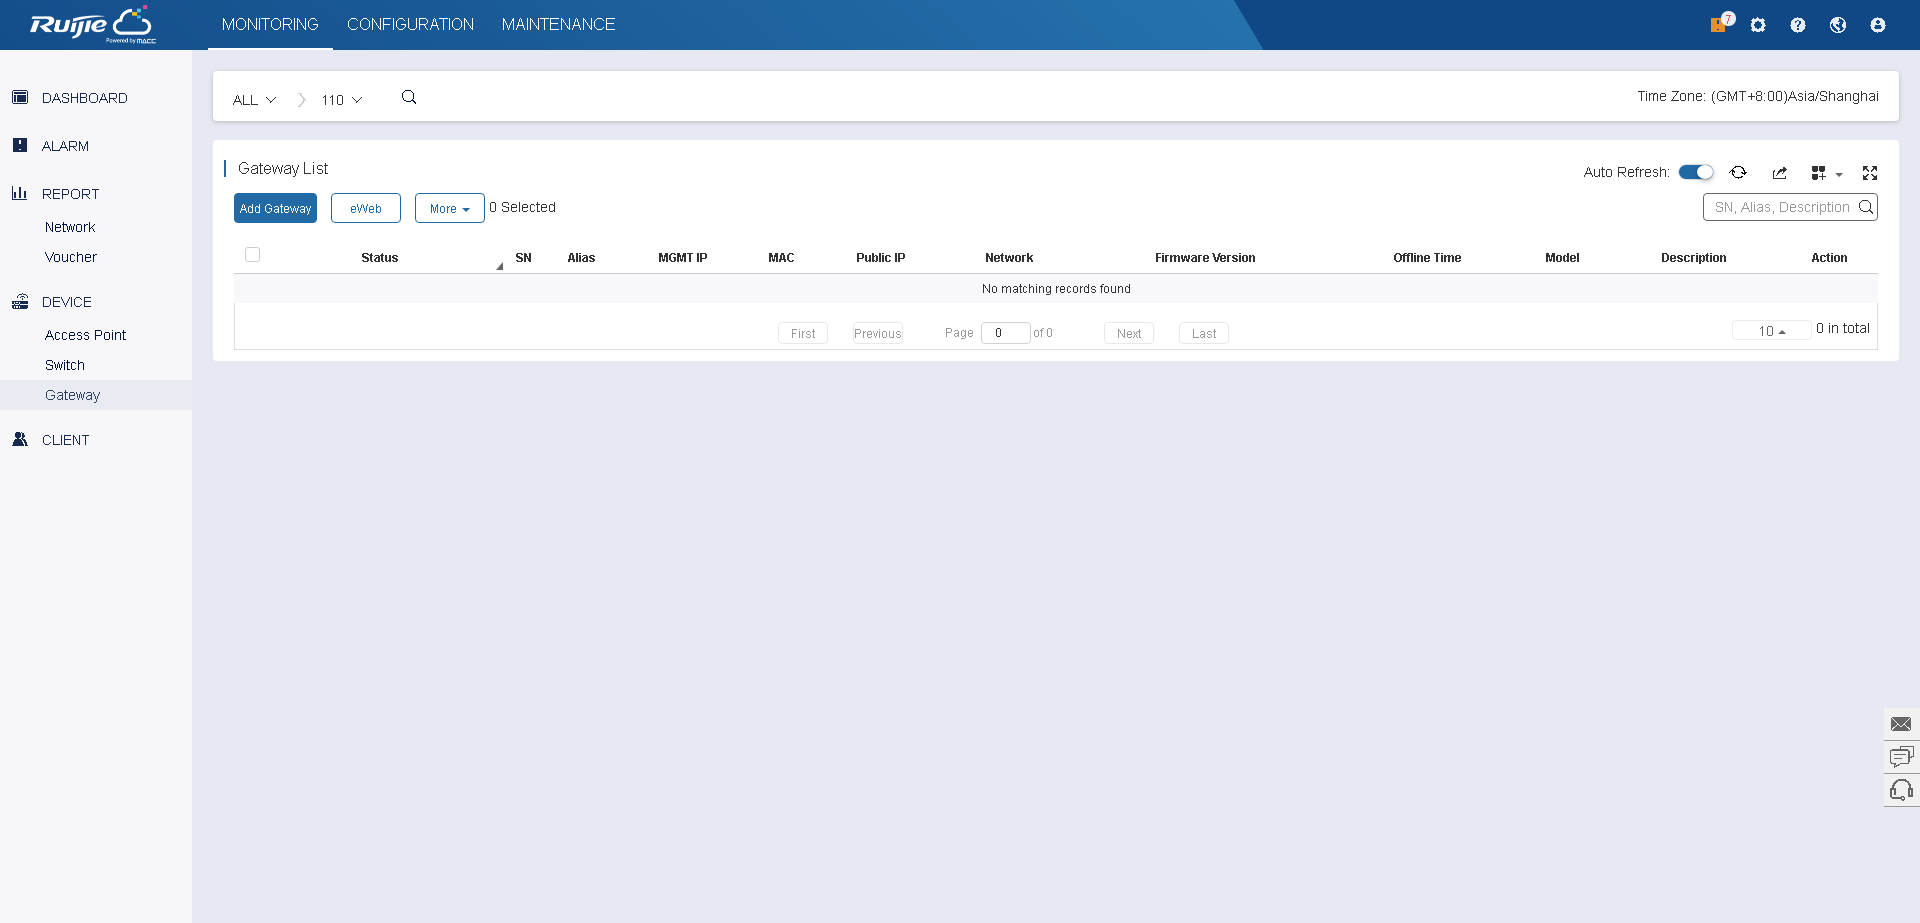 Ruijie
Powered by MACC
MONITORING CONFIGURATION MAINTENANCE
7
DASHBOARD
ALARM
REPORT
Network
Voucher
DEVICE
Access Point
Switch
Gateway
CLIENT
ALL 110
Time Zone: (GMT+8:00)Asia/Shanghai
Gateway List
Auto Refresh:
Add Gateway eWeb More 0 Selected
SN, Alias, Description
Status SN Alias MGMT IP MAC Public IP Network Firmware Version Offline Time Model Description Action
No matching records found
First Previous Page 0 of 0 Next Last
10 0 in total